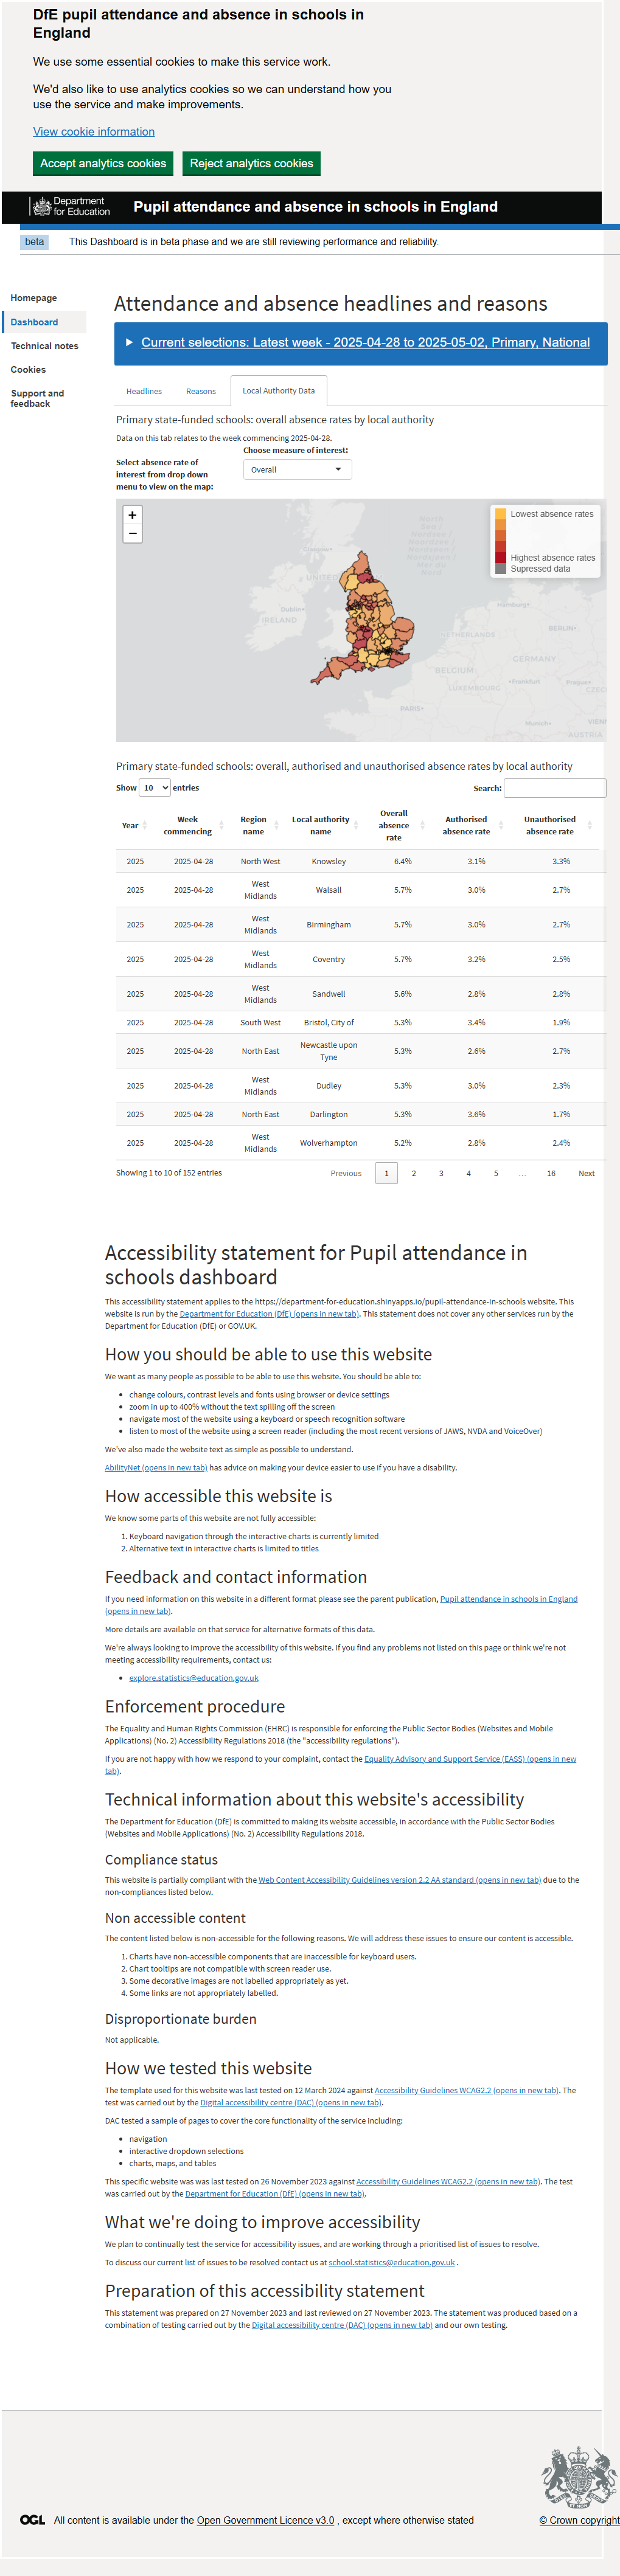 DfE pupil attendance and absence in schools in
England
We use some essential cookies to make this service work.
We'd also like to use analytics cookies so we can understand how you
use the service and make improvements.
View cookie information
Accept analytics cookies Reject analytics cookies
Department
for Education
Pupil attendance and absence in schools in England
beta This Dashboard is in beta phase and we are still reviewing performance and reliability.
Homepage
Dashboard
Technical notes
Cookies
Support and
feedback
Attendance and absence headlines and reasons
Current selections: Latest week - 2025-04-28 to 2025-05-02, Primary, National
Headlines Reasons Local Authority Data
Primary state-funded schools: overall absence rates by local authority
Data on this tab relates to the week commencing 2025-04-28.
Select absence rate of
interest from drop down
menu to view on the map:
Choose measure of interest:
Overall
+
−
Lowest absence rates
Highest absence rates
Supressed data
Dublin
IRELAND
UNITED
Hamburg
NETHERLANDS
BERLIN
BELGIUM
GERMANY
LUXEMBOURG
Frankfurt
Prague
PARIS
Munich
Primary state-funded schools: overall, authorised and unauthorised absence rates by local authority
Show 10 entries Search:
Year Week commencing Region name Local authority name Overall absence rate Authorised absence rate Unauthorised absence rate
2025 2025-04-28 North West Knowsley 6.4% 3.1% 3.3%
2025 2025-04-28 West Midlands Walsall 5.7% 3.0% 2.7%
2025 2025-04-28 West Midlands Birmingham 5.7% 3.0% 2.7%
2025 2025-04-28 West Midlands Coventry 5.7% 3.2% 2.5%
2025 2025-04-28 West Midlands Sandwell 5.6% 2.8% 2.8%
2025 2025-04-28 South West Bristol, City of 5.3% 3.4% 1.9%
2025 2025-04-28 North East Newcastle upon Tyne 5.3% 2.6% 2.7%
2025 2025-04-28 West Midlands Dudley 5.3% 3.0% 2.3%
2025 2025-04-28 North East Darlington 5.3% 3.6% 1.7%
2025 2025-04-28 West Midlands Wolverhampton 5.2% 2.8% 2.4%
Showing 1 to 10 of 152 entries Previous 1 2 3 4 5 … 16 Next
Accessibility statement for Pupil attendance in
schools dashboard
This accessibility statement applies to the https://department-for-education.shinyapps.io/pupil-attendance-in-schools website. This
website is run by the Department for Education (DfE) (opens in new tab). This statement does not cover any other services run by the
Department for Education (DfE) or GOV.UK.
How you should be able to use this website
We want as many people as possible to be able to use this website. You should be able to:
• change colours, contrast levels and fonts using browser or device settings
• zoom in up to 400% without the text spilling off the screen
• navigate most of the website using a keyboard or speech recognition software
• listen to most of the website using a screen reader (including the most recent versions of JAWS, NVDA and VoiceOver)
We've also made the website text as simple as possible to understand.
AbilityNet (opens in new tab) has advice on making your device easier to use if you have a disability.
How accessible this website is
We know some parts of this website are not fully accessible:
1. Keyboard navigation through the interactive charts is currently limited
2. Alternative text in interactive charts is limited to titles
Feedback and contact information
If you need information on this website in a different format please see the parent publication, Pupil attendance in schools in England
(opens in new tab).
More details are available on that service for alternative formats of this data.
We're always looking to improve the accessibility of this website. If you find any problems not listed on this page or think we're not
meeting accessibility requirements, contact us:
• explore.statistics@education.gov.uk
Enforcement procedure
The Equality and Human Rights Commission (EHRC) is responsible for enforcing the Public Sector Bodies (Websites and Mobile
Applications) (No. 2) Accessibility Regulations 2018 (the "accessibility regulations").
If you are not happy with how we respond to your complaint, contact the Equality Advisory and Support Service (EASS) (opens in new
tab).
Technical information about this website's accessibility
The Department for Education (DfE) is committed to making its website accessible, in accordance with the Public Sector Bodies
(Websites and Mobile Applications) (No. 2) Accessibility Regulations 2018.
Compliance status
This website is partially compliant with the Web Content Accessibility Guidelines version 2.2 AA standard (opens in new tab) due to the
non-compliances listed below.
Non accessible content
The content listed below is non-accessible for the following reasons. We will address these issues to ensure our content is accessible.
1. Charts have non-accessible components that are inaccessible for keyboard users.
2. Chart tooltips are not compatible with screen reader use.
3. Some decorative images are not labelled appropriately as yet.
4. Some links are not appropriately labelled.
Disproportionate burden
Not applicable.
How we tested this website
The template used for this website was last tested on 12 March 2024 against Accessibility Guidelines WCAG2.2 (opens in new tab). The
test was carried out by the Digital accessibility centre (DAC) (opens in new tab).
DAC tested a sample of pages to cover the core functionality of the service including:
• navigation
• interactive dropdown selections
• charts, maps, and tables
This specific website was was last tested on 26 November 2023 against Accessibility Guidelines WCAG2.2 (opens in new tab). The test
was carried out by the Department for Education (DfE) (opens in new tab).
What we're doing to improve accessibility
We plan to continually test the service for accessibility issues, and are working through a prioritised list of issues to resolve.
To discuss our current list of issues to be resolved contact us at school.statistics@education.gov.uk .
Preparation of this accessibility statement
This statement was prepared on 27 November 2023 and last reviewed on 27 November 2023. The statement was produced based on a
combination of testing carried out by the Digital accessibility centre (DAC) (opens in new tab) and our own testing.
OGL All content is available under the Open Government Licence v3.0 , except where otherwise stated
© Crown copyright